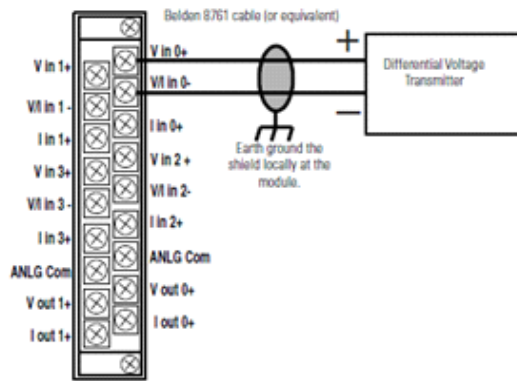 Belden 8761 cable (or equivalent)
V in 0+
V in 1+
V/I in 0-
V/I in 1 -
I in 0+
I in 1+
V in 2 +
V in 3+
V/I in 2-
V/I in 3 -
I in 2+
I in 3+
ANLG Com
ANLG Com
V out 0+
V out 1+
I out 0+
I out 1+
+
−
Differential Voltage
Transmitter
Earth ground the
shield locally at the
module.